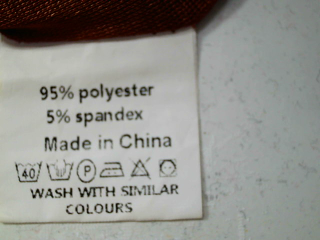 95% polyester
5% spandex
Made in China
40 P
WASH WITH SIMILAR
COLOURS